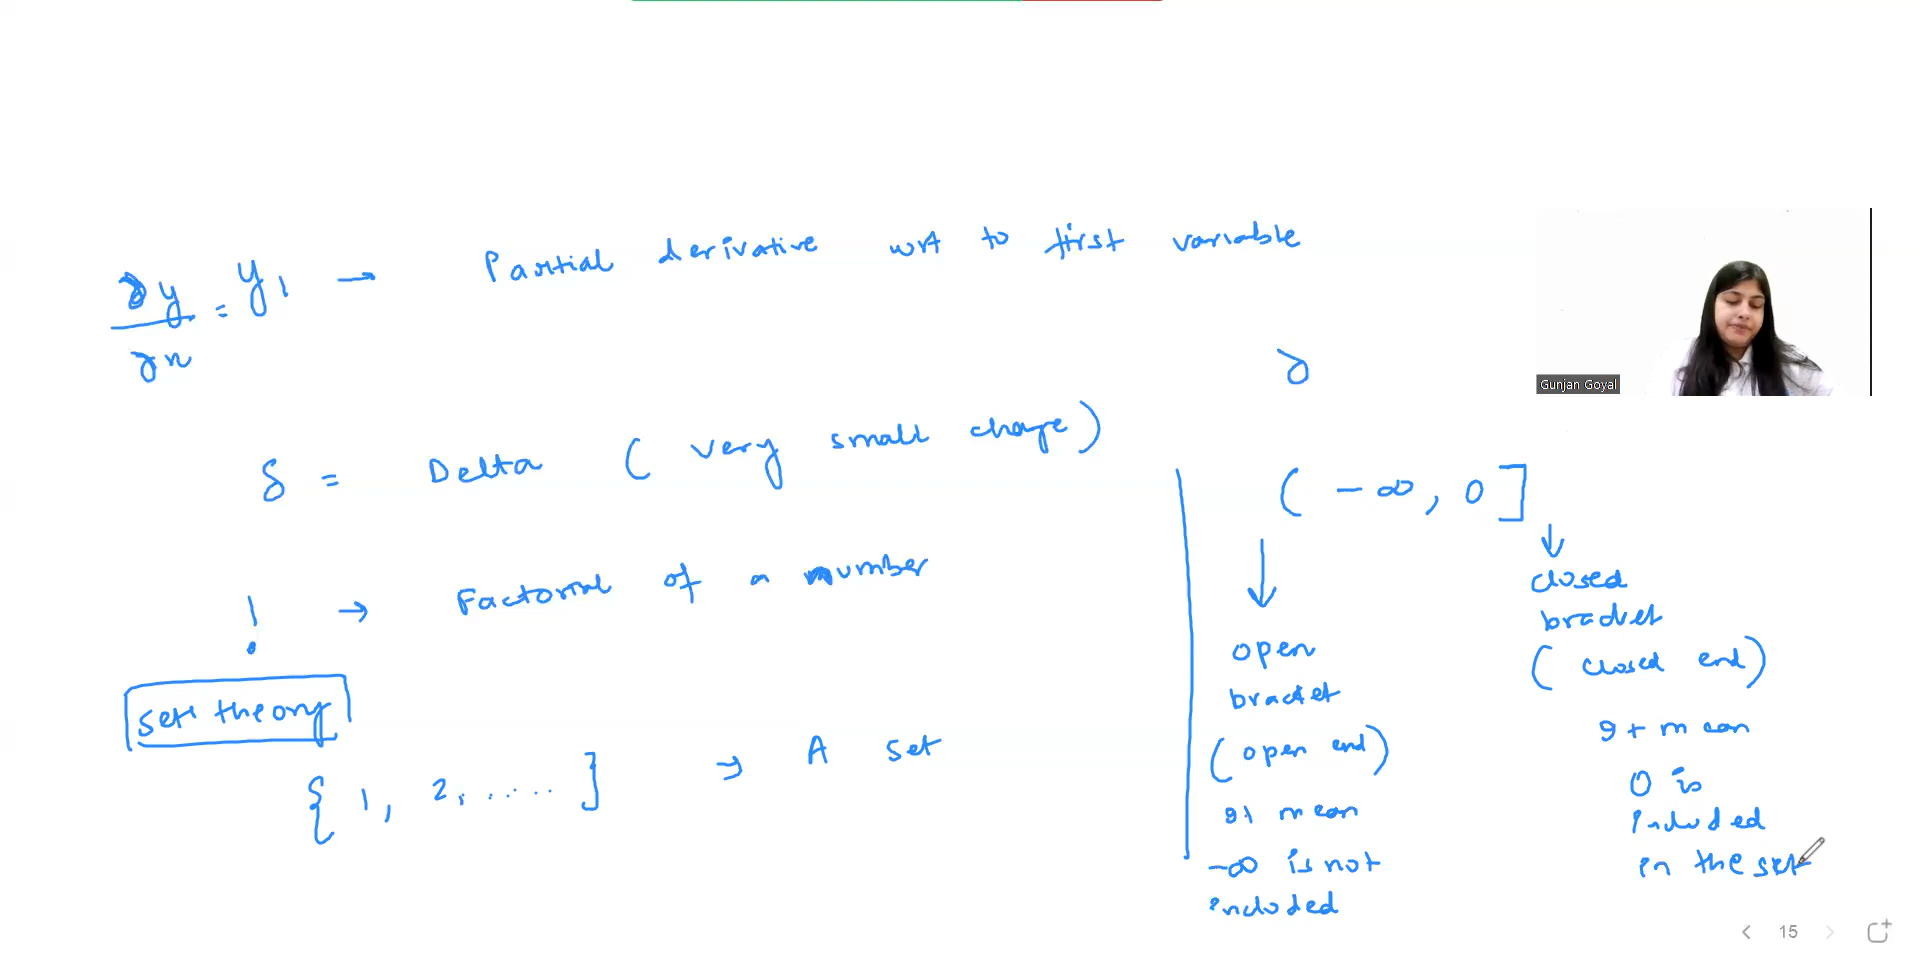 ∂y/∂x = y1 → Partial derivative wrt to first variable
∂
δ = Delta ( very small change )
! → Factorial of a number
set theory
{ 1, 2, ..... ] → A set
( -∞, 0 ]
↓
open
bracket
( open end )
It mean
-∞ is not
included
↓
closed
bracket
( closed end )
It mean
0 is
included
in the set
Gunjan Goyal
15